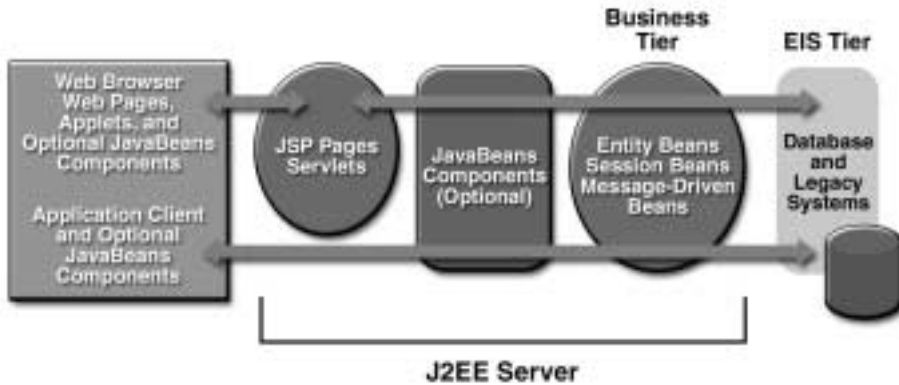 Business
Tier
EIS Tier
Web Browser
Web Pages,
Applets, and
Optional JavaBeans
Components
Application Client
and Optional
JavaBeans
Components
JSP Pages
Servlets
JavaBeans
Components
(Optional)
Entity Beans
Session Beans
Message-Driven
Beans
Database
and
Legacy
Systems
J2EE Server